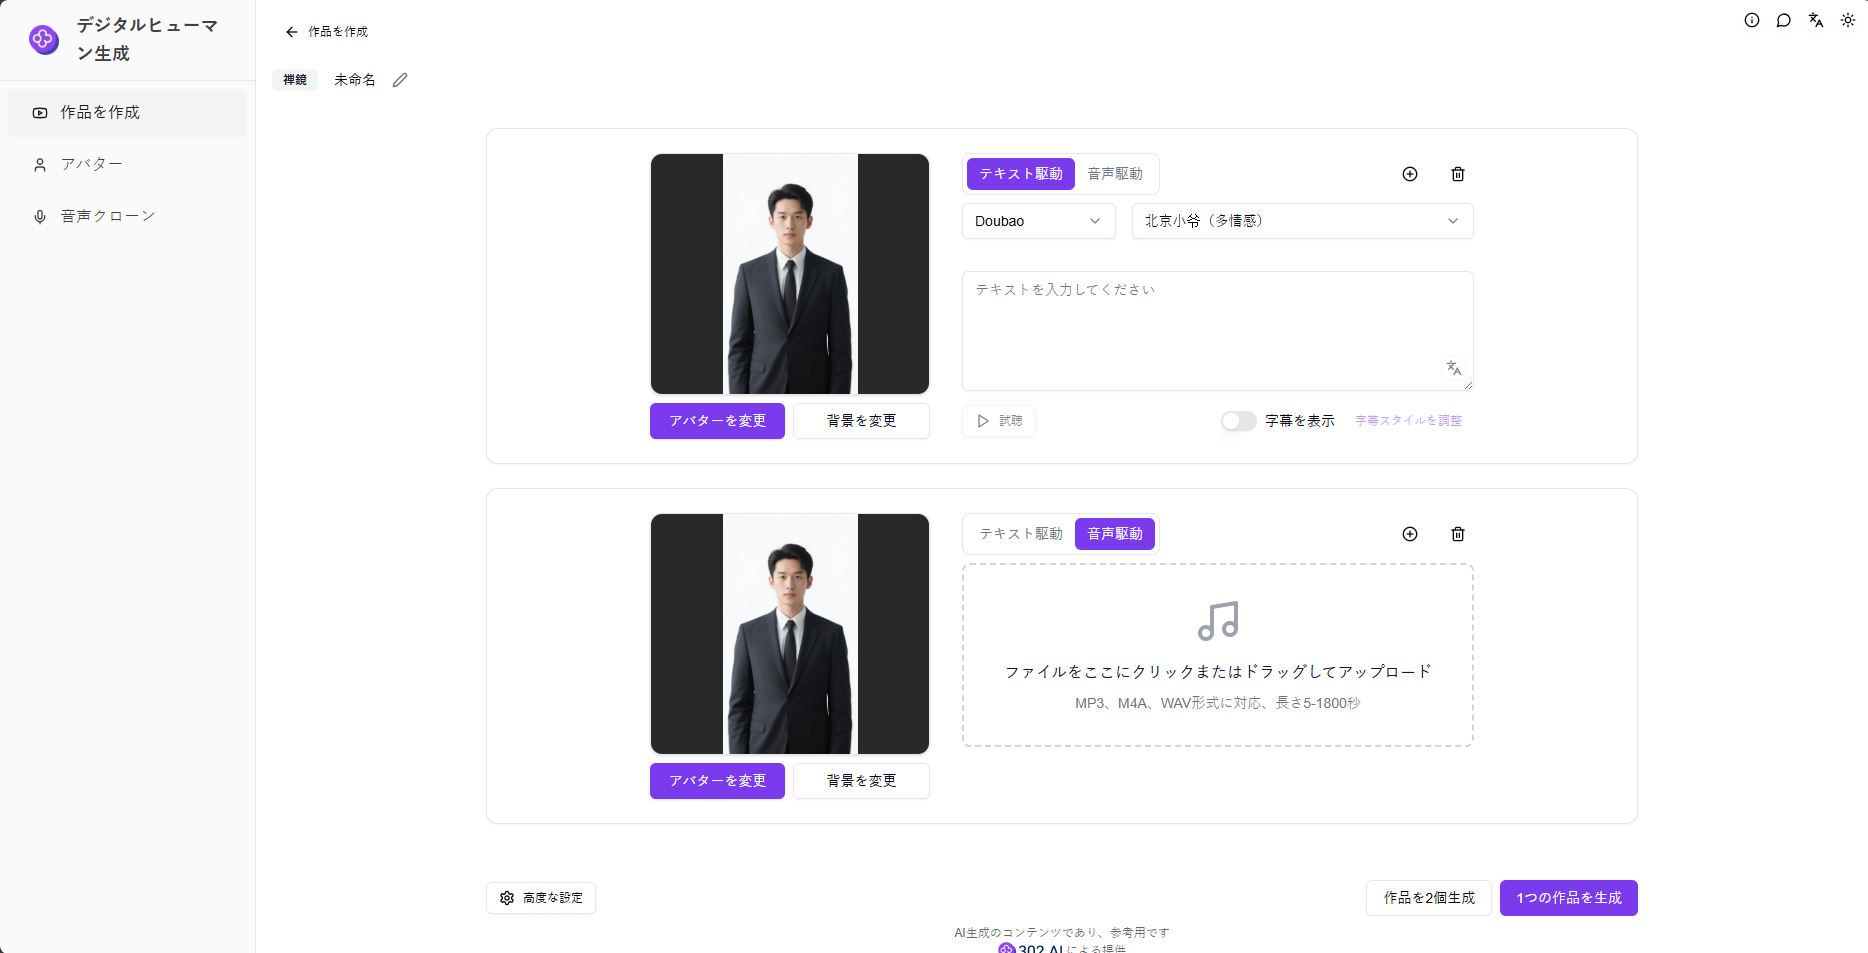 デジタルヒューマ
ン生成
作品を作成
アバター
音声クローン
作品を作成
禅鏡
未命名
テキスト駆動
音声駆動
Doubao
北京小爷（多情感）
テキストを入力してください
アバターを変更
背景を変更
試聴
字幕を表示
字幕スタイルを調整
テキスト駆動
音声駆動
ファイルをここにクリックまたはドラッグしてアップロード
MP3、M4A、WAV形式に対応、長さ5-1800秒
アバターを変更
背景を変更
高度な設定
作品を2個生成
1つの作品を生成
AI生成のコンテンツであり、参考用です
302.AIによる提供